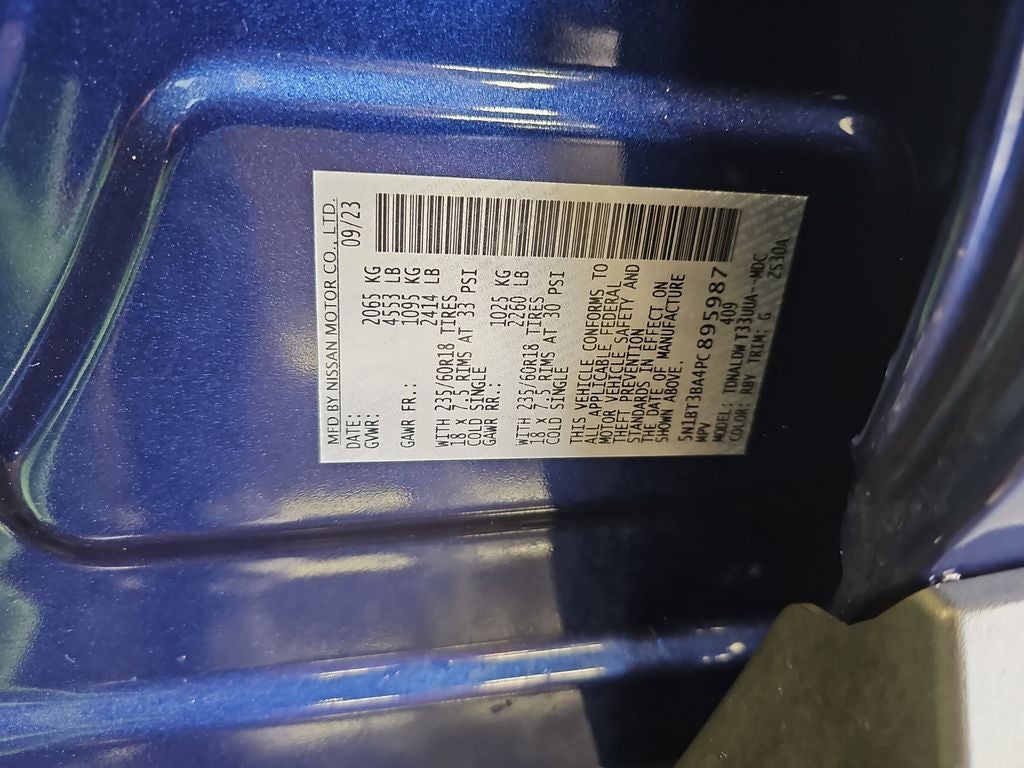 MFD BY NISSAN MOTOR CO., LTD.
DATE: 09/23
GVWR: 2065 KG
4553 LB
GAWR FR.: 1095 KG
2414 LB
WITH 235/60R18 TIRES
18 x 7.5 RIMS AT 33 PSI
COLD SINGLE
GAWR RR.: 1025 KG
2260 LB
WITH 235/60R18 TIRES
18 x 7.5 RIMS AT 30 PSI
COLD SINGLE
THIS VEHICLE CONFORMS TO
ALL APPLICABLE FEDERAL
MOTOR VEHICLE SAFETY AND
THEFT PREVENTION
STANDARDS IN EFFECT ON
THE DATE OF MANUFACTURE
SHOWN ABOVE.
5N1BT3BA4PC895987
MPV 409
MODEL: TDNALDWT33UUUA--MDC
COLOR: RBY TRIM: G ZS30A